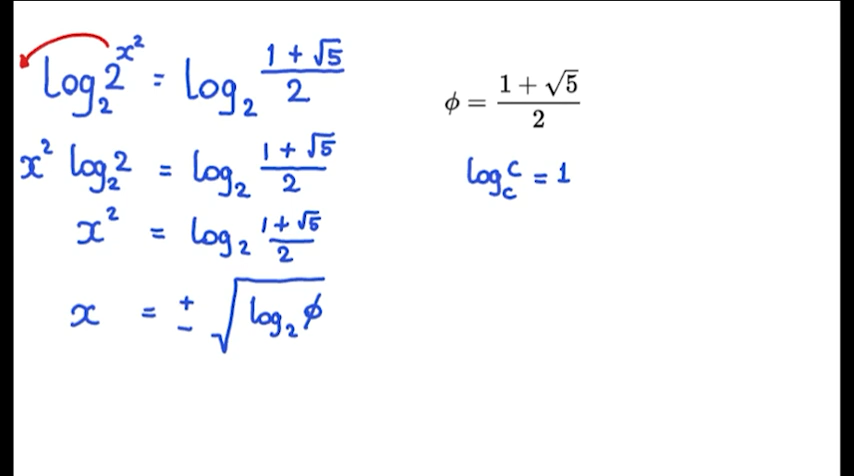 log₂ 2^x² = log₂ (1 + √5)/2
x² log₂ 2 = log₂ (1 + √5)/2
x² = log₂ (1 + √5)/2
x = ± √(log₂ ϕ)
ϕ = (1 + √5)/2
log_c c = 1